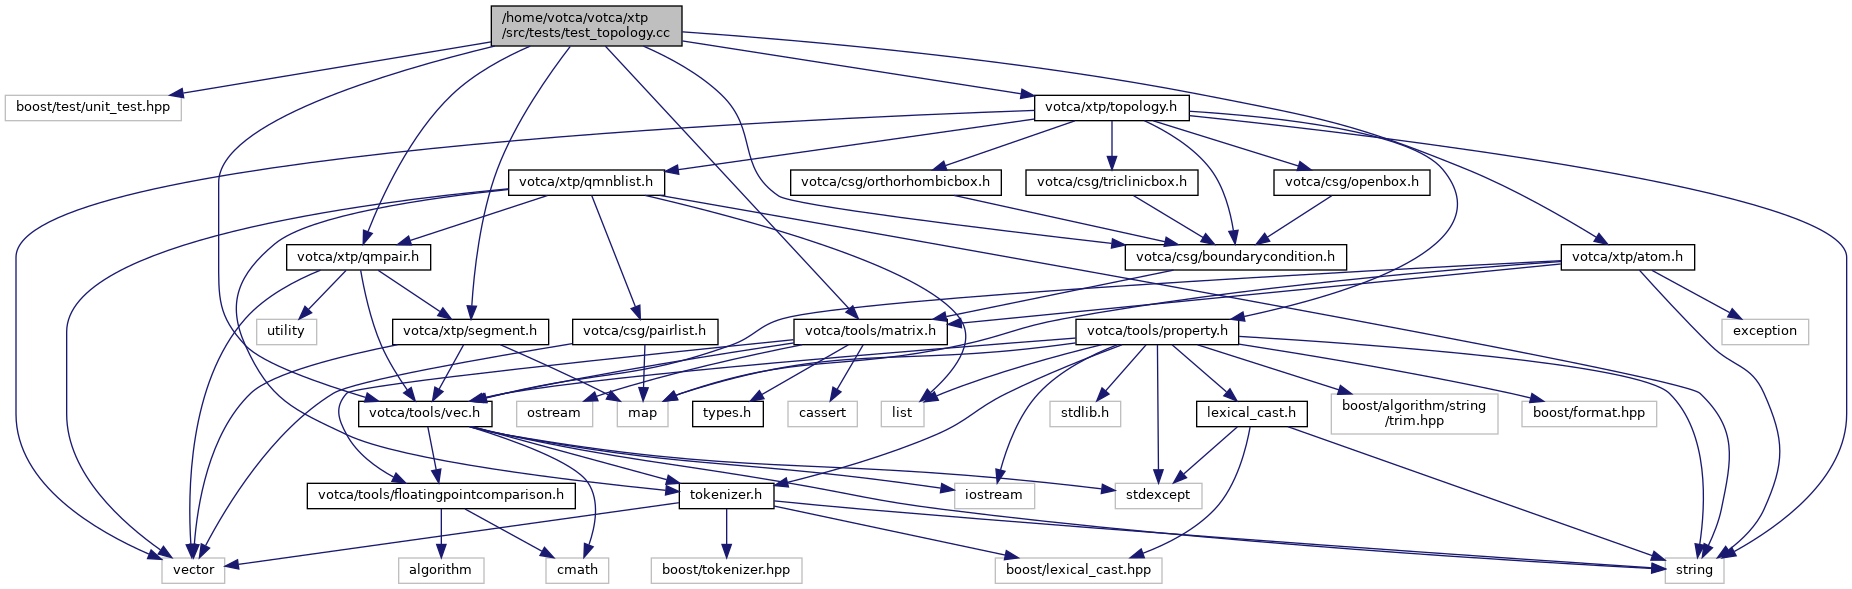 /home/votca/votca/xtp
/src/tests/test_topology.cc
boost/test/unit_test.hpp
votca/xtp/topology.h
votca/xtp/qmnblist.h
votca/csg/orthorhombicbox.h
votca/csg/triclinicbox.h
votca/csg/openbox.h
votca/xtp/qmpair.h
votca/csg/boundarycondition.h
votca/xtp/atom.h
utility
votca/xtp/segment.h
votca/csg/pairlist.h
votca/tools/matrix.h
votca/tools/property.h
exception
votca/tools/vec.h
ostream
map
types.h
cassert
list
stdlib.h
lexical_cast.h
boost/algorithm/string
/trim.hpp
boost/format.hpp
votca/tools/floatingpointcomparison.h
tokenizer.h
iostream
stdexcept
vector
algorithm
cmath
boost/tokenizer.hpp
boost/lexical_cast.hpp
string